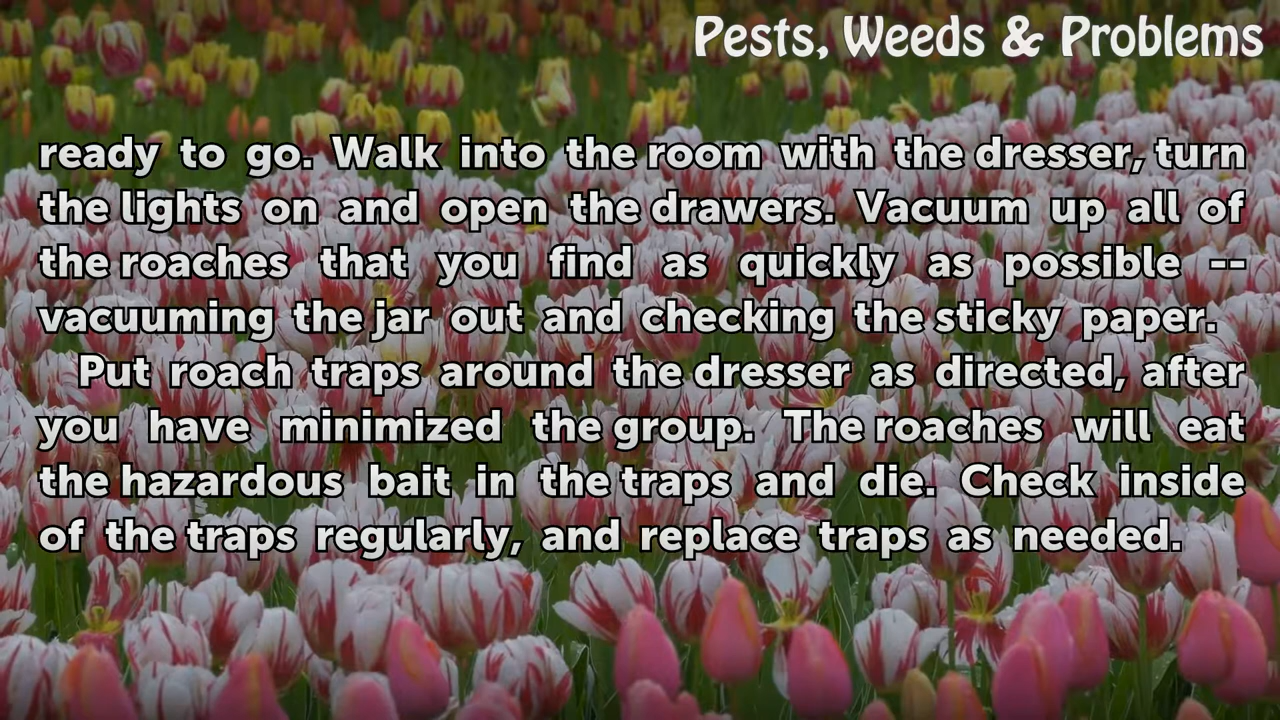 Pests, Weeds & Problems
ready to go. Walk into the room with the dresser, turn
the lights on and open the drawers. Vacuum up all of
the roaches that you find as quickly as possible --
vacuuming the jar out and checking the sticky paper.
Put roach traps around the dresser as directed, after
you have minimized the group. The roaches will eat
the hazardous bait in the traps and die. Check inside
of the traps regularly, and replace traps as needed.